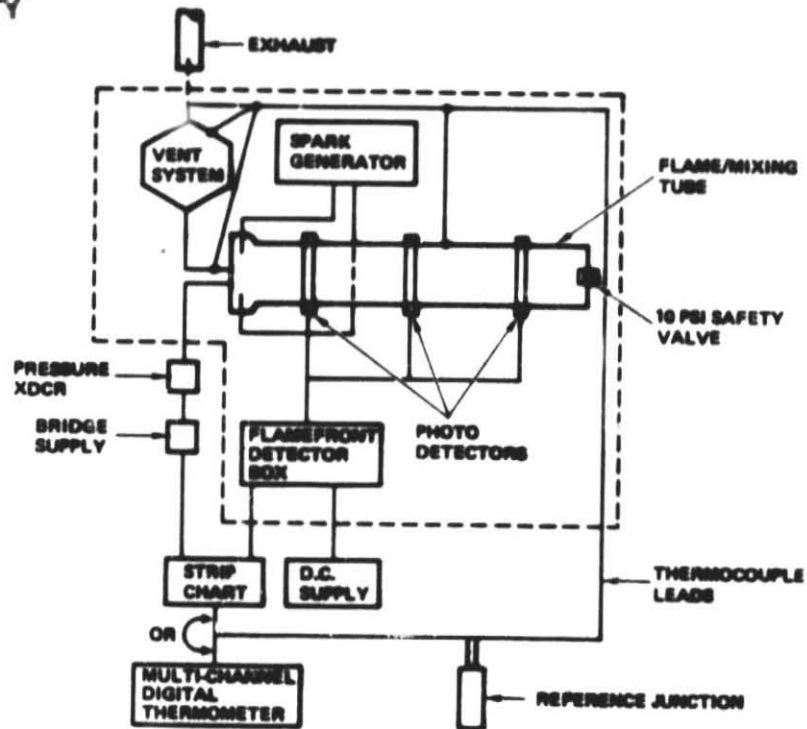 Y
EXHAUST
VENT
SYSTEM
SPARK
GENERATOR
FLAME/MIXING
TUBE
10 PSI SAFETY
VALVE
PRESSURE
XDCR
BRIDGE
SUPPLY
FLAMEFRONT
DETECTOR
BOX
PHOTO
DETECTORS
STRIP
CHART
D.C.
SUPPLY
THERMOCOUPLE
LEADS
OR
MULTI-CHANNEL
DIGITAL
THERMOMETER
REFERENCE JUNCTION